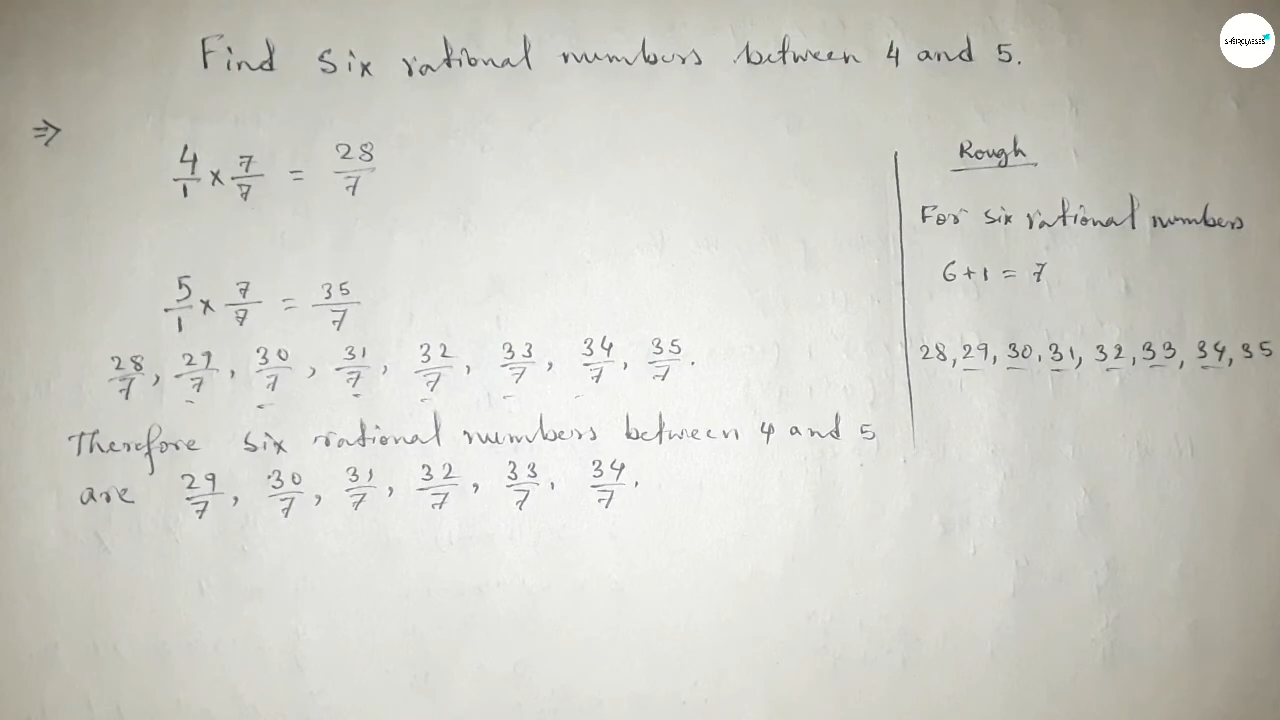 Find six rational numbers between 4 and 5.
⇒
4/1 × 7/7 = 28/7
5/1 × 7/7 = 35/7
28/7, 29/7, 30/7, 31/7, 32/7, 33/7, 34/7, 35/7.
Therefore six rational numbers between 4 and 5
are 29/7, 30/7, 31/7, 32/7, 33/7, 34/7.
Rough
For six rational numbers
6+1 = 7
28, 29, 30, 31, 32, 33, 34, 35